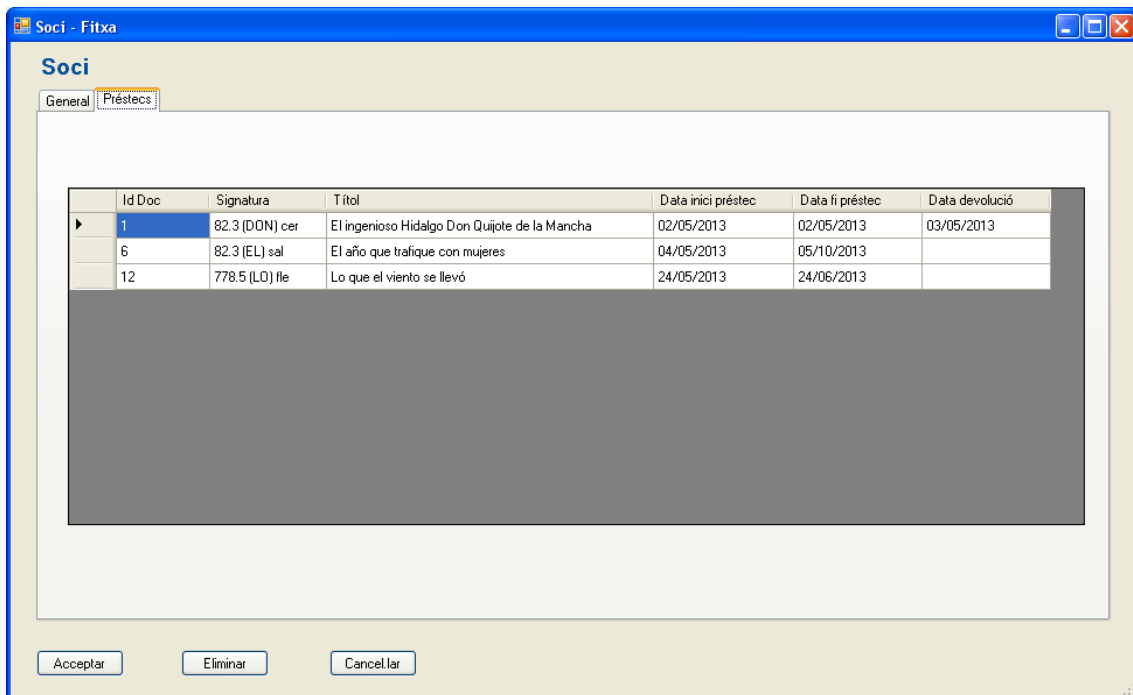 Soci - Fitxa
Soci
General Préstecs
Id Doc Signatura Títol Data inici préstec Data fi préstec Data devolució
1 82.3 (DON) cer El ingenioso Hidalgo Don Quijote de la Mancha 02/05/2013 02/05/2013 03/05/2013
6 82.3 (EL) sal El año que trafique con mujeres 04/05/2013 05/10/2013
12 778.5 (LO) fle Lo que el viento se llevó 24/05/2013 24/06/2013
Acceptar Eliminar Cancel.lar